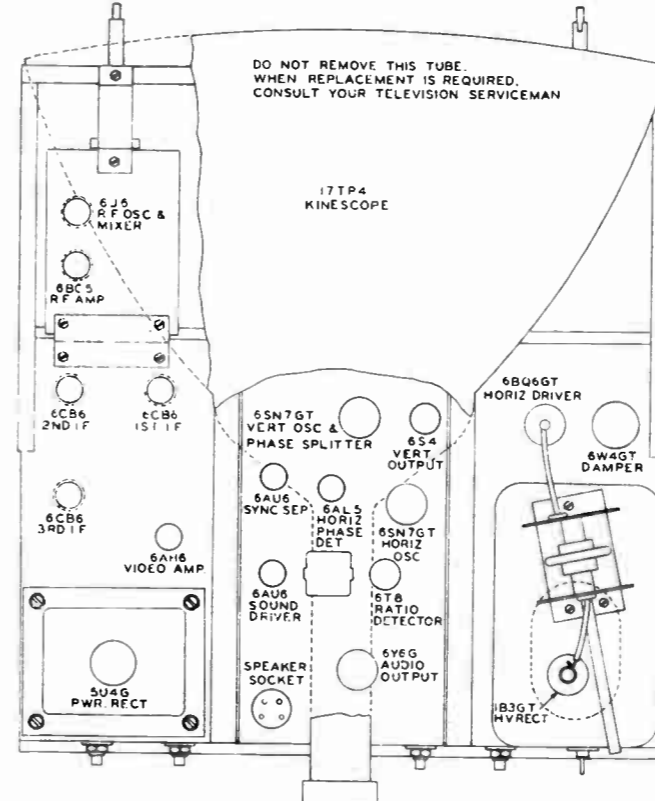 DO NOT REMOVE THIS TUBE.
WHEN REPLACEMENT IS REQUIRED,
CONSULT YOUR TELEVISION SERVICEMAN
17TP4
KINESCOPE
6J6
R F OSC &
MIXER
6BC5
R F AMP
6CB6
2ND I F
6CB6
1ST I F
6SN7GT
VERT OSC &
PHASE SPLITTER
6S4
VERT
OUTPUT
6BQ6GT
HORIZ DRIVER
6W4GT
DAMPER
6CB6
3RD I F
6AU6
SYNC SEP
6AL5
HORIZ
PHASE
DET
6SN7GT
HORIZ
OSC
6AH6
VIDEO AMP.
6AU6
SOUND
DRIVER
6T8
RATIO
DETECTOR
5U4G
PWR. RECT
SPEAKER
SOCKET
6Y6G
AUDIO
OUTPUT
1B3GT
HV RECT